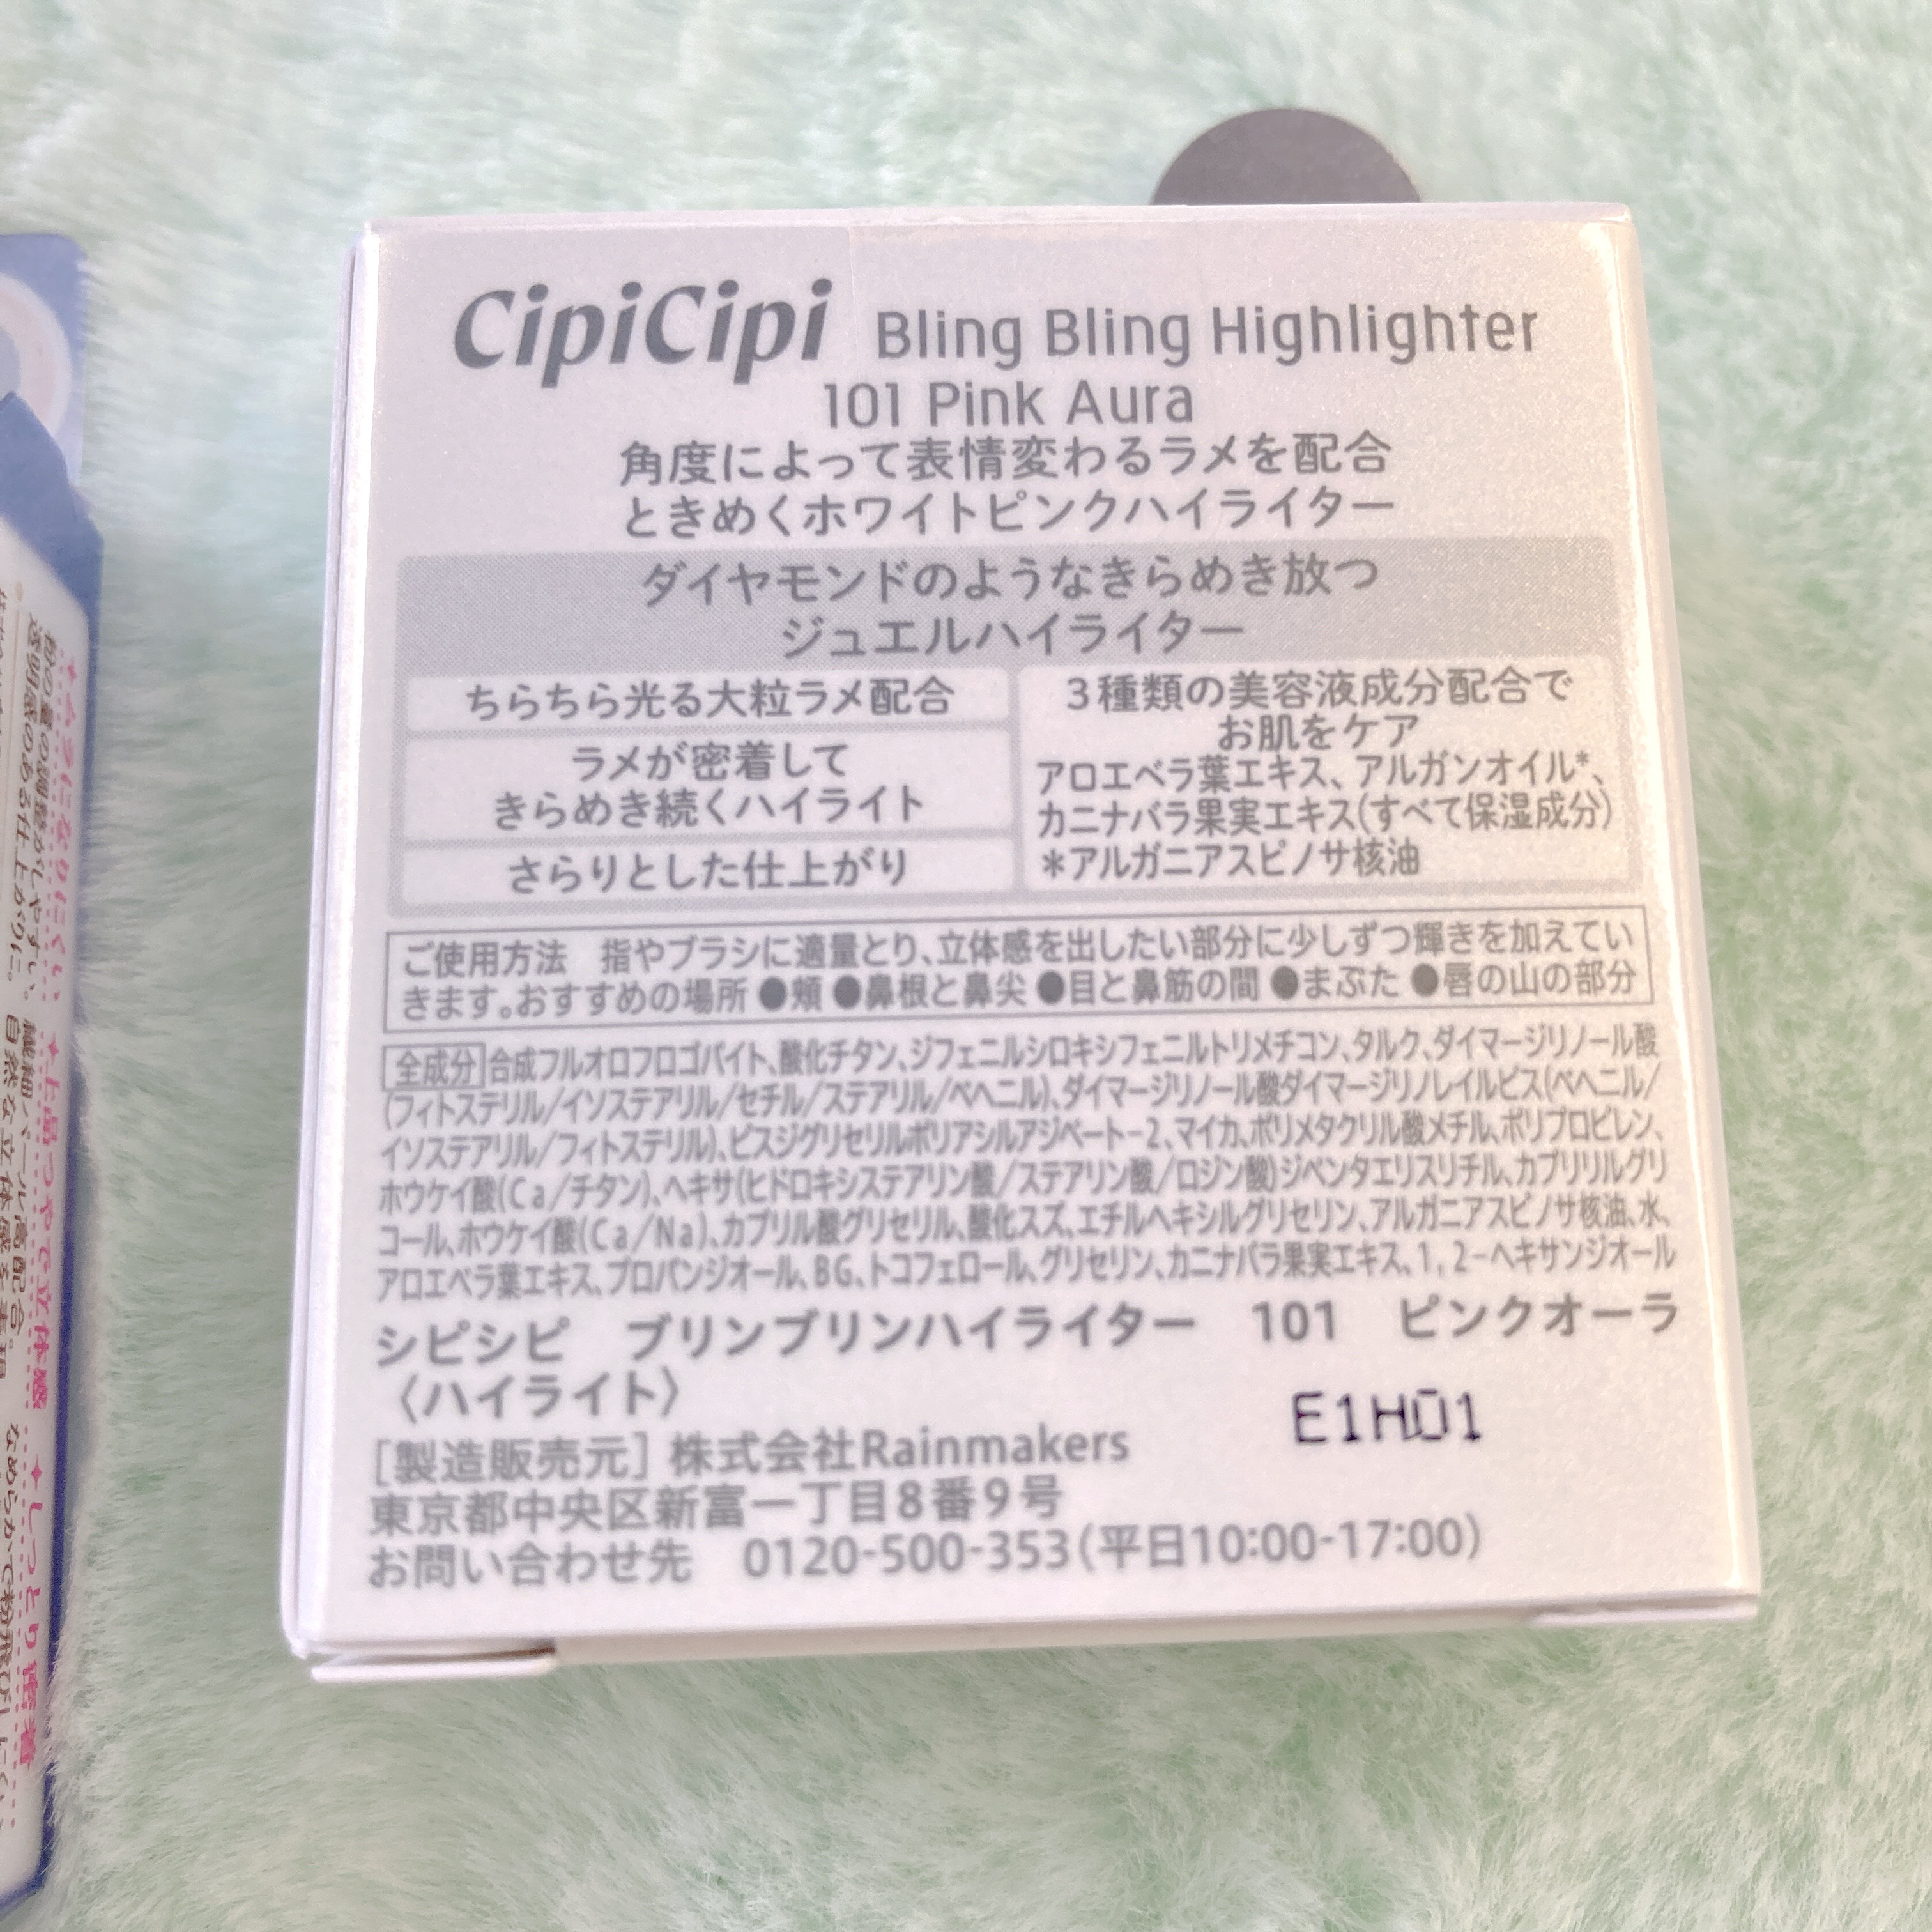 CipiCipi Bling Bling Highlighter
101 Pink Aura
角度によって表情変わるラメを配合
ときめくホワイトピンクハイライター
ダイヤモンドのようなきらめき放つ
ジュエルハイライター
ちらちら光る大粒ラメ配合
ラメが密着して
きらめき続くハイライト
さらりとした仕上がり
3種類の美容液成分配合で
お肌をケア
アロエベラ葉エキス、アルガンオイル*、
カニナバラ果実エキス(すべて保湿成分)
*アルガニアスピノサ核油
ご使用方法 指やブラシに適量とり、立体感を出したい部分に少しずつ輝きを加えてい
きます。おすすめの場所 ●頬 ●鼻根と鼻尖 ●目と鼻筋の間 ●まぶた ●唇の山の部分
全成分 合成フルオロフロゴパイト、酸化チタン、ジフェニルシロキシフェニルトリメチコン、タルク、ダイマージリノール酸
(フィトステリル/イソステアリル/セチル/ステアリル/ベヘニル)、ダイマージリノール酸ダイマージリノレイルビス(ベヘニル/
イソステアリル/フィトステリル)、ビスジグリセリルポリアシルアジペート-2、マイカ、ポリメタクリル酸メチル、ポリプロピレン、
ホウケイ酸(Ca/チタン)、ヘキサ(ヒドロキシステアリン酸/ステアリン酸/ロジン酸)ジペンタエリスリチル、カプリリルグリ
コール、ホウケイ酸(Ca/Na)、カプリル酸グリセリル、酸化スズ、エチルヘキシルグリセリン、アルガニアスピノサ核油、水、
アロエベラ葉エキス、プロパンジオール、BG、トコフェロール、グリセリン、カニナバラ果実エキス、1,2-ヘキサンジオール
シピシピ ブリンブリンハイライター 101 ピンクオーラ
〈ハイライト〉
E1H01
[製造販売元] 株式会社Rainmakers
東京都中央区新富一丁目8番9号
お問い合わせ先 0120-500-353(平日10:00-17:00)
透明感のある仕上がりに。
✦上品つやで立体感
✦しっとり密着